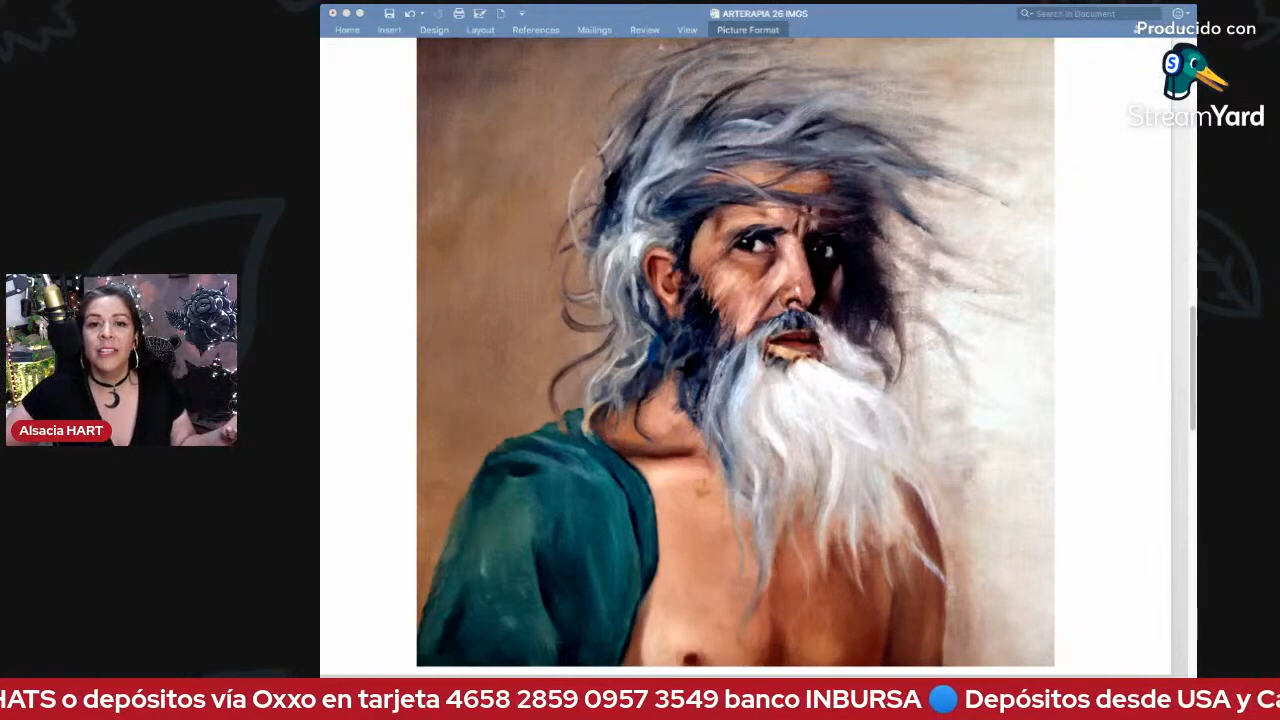 ARTERAPIA 26 IMGS
Search in Document
Home Insert Design Layout References Mailings Review View Picture Format
Producido con
StreamYard
Alsacia HART
HATS o depósitos vía Oxxo en tarjeta 4658 2859 0957 3549 banco INBURSA 🔵 Depósitos desde USA y Ca